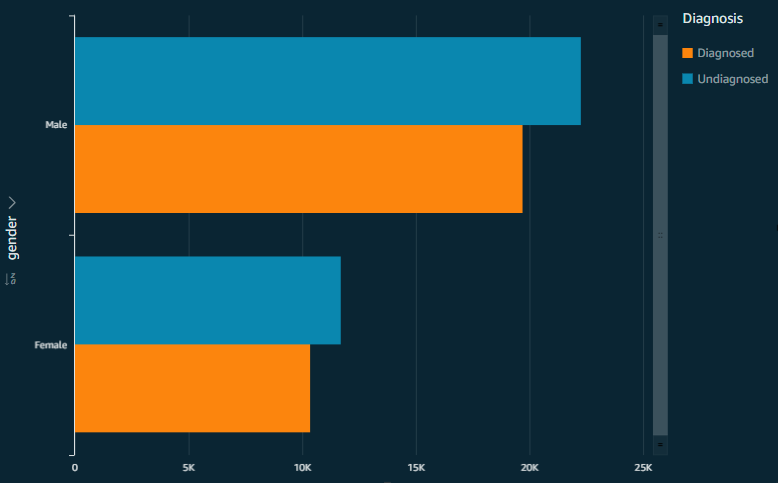 Diagnosis
Diagnosed
Undiagnosed
gender
Male
Female
0
5K
10K
15K
20K
25K